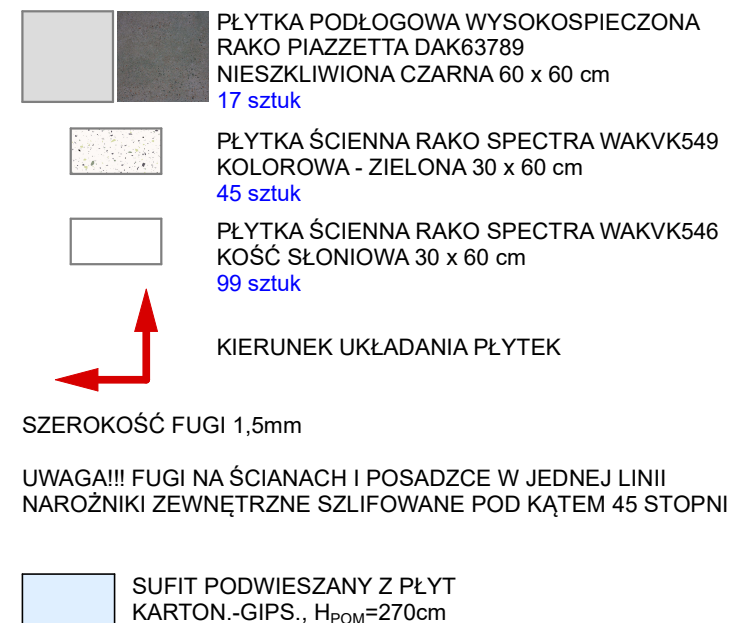 PŁYTKA PODŁOGOWA WYSOKOSPIECZONA
RAKO PIAZZETTA DAK63789
NIESZKLIWIONA CZARNA 60 x 60 cm
17 sztuk
PŁYTKA ŚCIENNA RAKO SPECTRA WAKVK549
KOLOROWA - ZIELONA 30 x 60 cm
45 sztuk
PŁYTKA ŚCIENNA RAKO SPECTRA WAKVK546
KOŚĆ SŁONIOWA 30 x 60 cm
99 sztuk
KIERUNEK UKŁADANIA PŁYTEK
SZEROKOŚĆ FUGI 1,5mm
UWAGA!!! FUGI NA ŚCIANACH I POSADZCE W JEDNEJ LINII
NAROŻNIKI ZEWNĘTRZNE SZLIFOWANE POD KĄTEM 45 STOPNI
SUFIT PODWIESZANY Z PŁYT
KARTON.-GIPS., HPOM=270cm